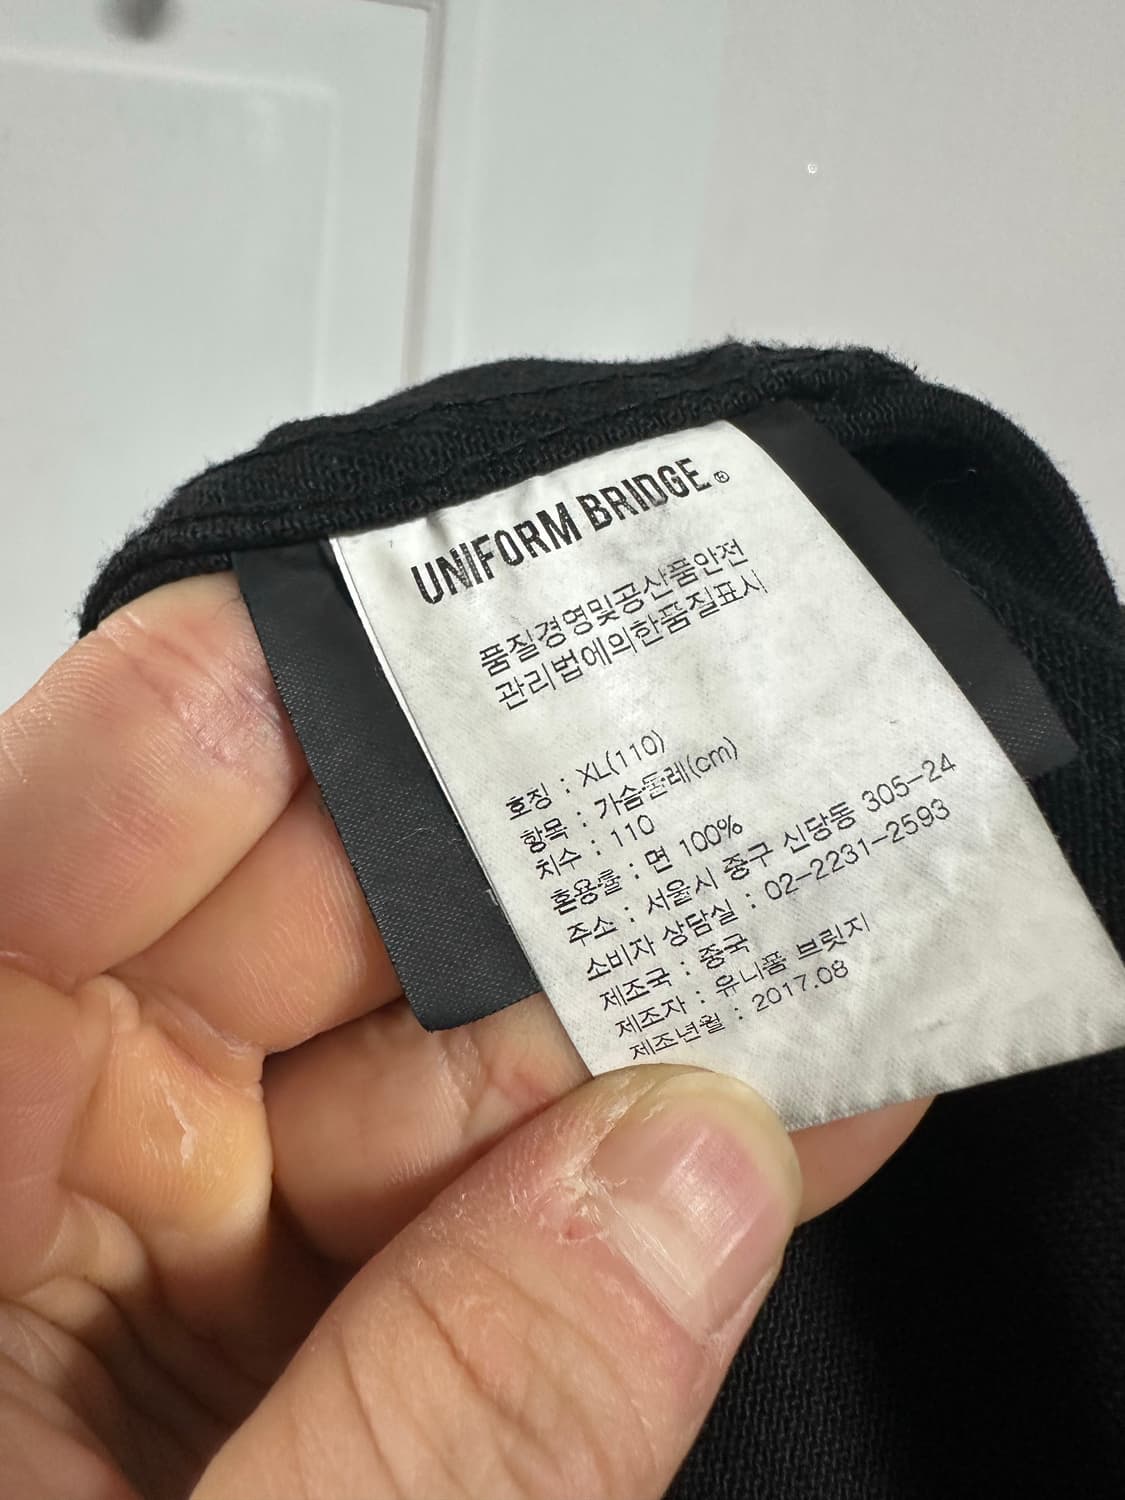 UNIFORM BRIDGE®
품질경영및공산품안전
관리법에의한품질표시
호칭 : XL(110)
항목 : 가슴둘레(cm)
치수 : 110
혼용률 : 면 100%
주소 : 서울시 중구 신당동 305-24
소비자 상담실 : 02-2231-2593
제조국 : 중국
제조자 : 유니폼 브릿지
제조년월 : 2017.08